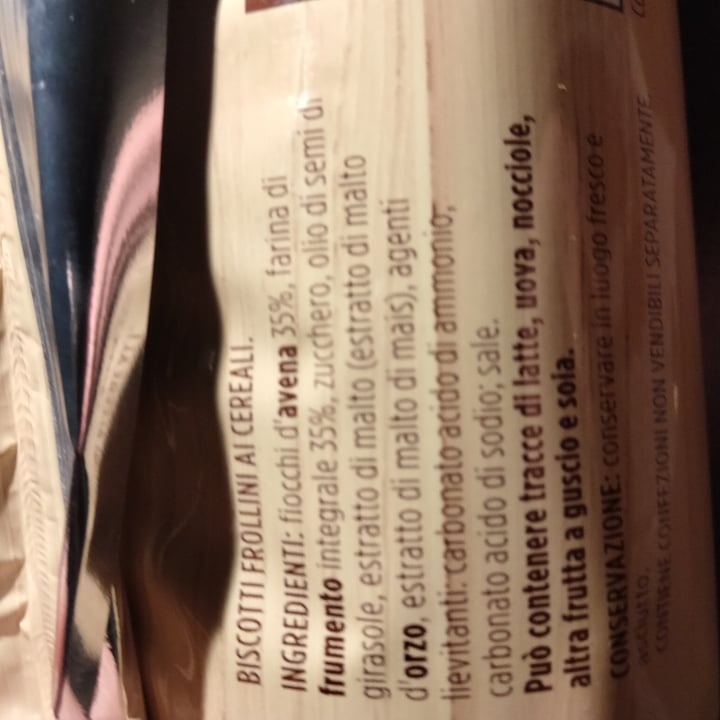 BISCOTTI FROLLINI AI CEREALI.
INGREDIENTI: fiocchi d'avena 35%, farina di
frumento integrale 35%, zucchero, olio di semi di
girasole, estratto di malto (estratto di malto
d'orzo, estratto di malto di mais), agenti
lievitanti: carbonato acido di ammonio,
carbonato acido di sodio; sale.
Può contenere tracce di latte, uova, nocciole,
altra frutta a guscio e soia.
CONSERVAZIONE: conservare in luogo fresco e
asciutto.
CONTIENE CONFEZIONI NON VENDIBILI SEPARATAMENTE.